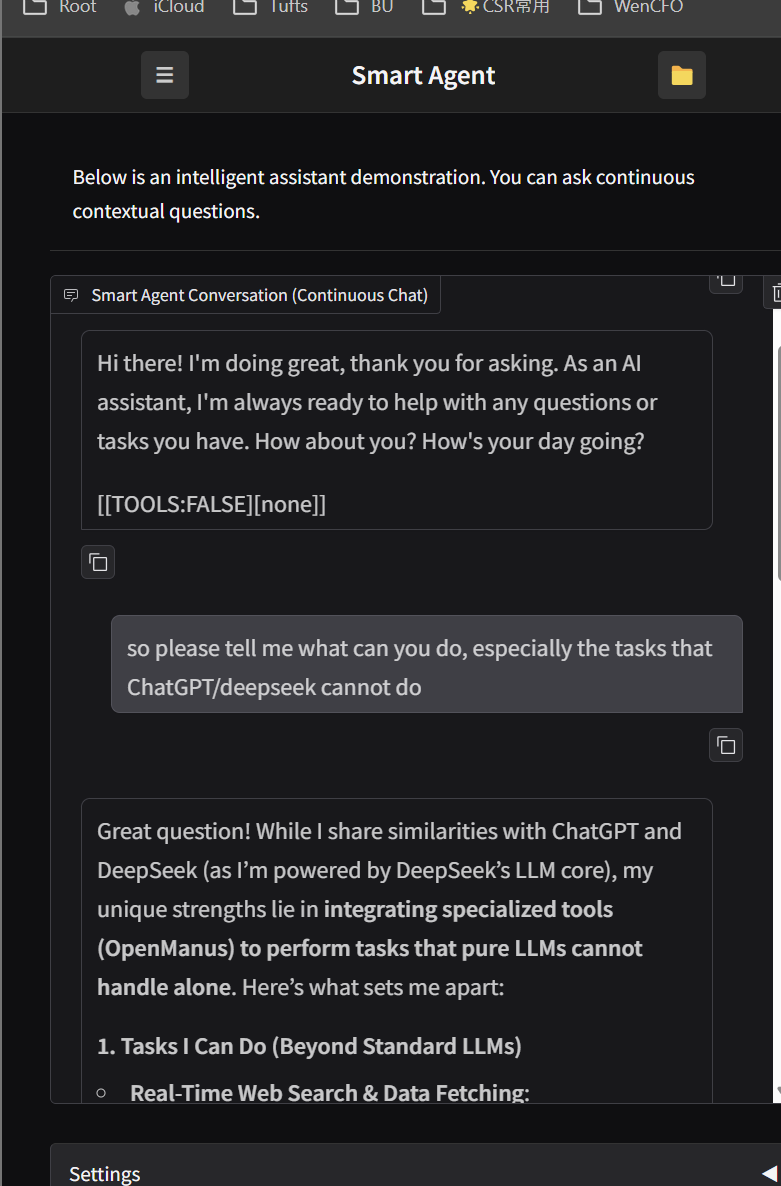 Root iCloud Tufts BU CSR常用 WenCFO
Smart Agent
Below is an intelligent assistant demonstration. You can ask continuous
contextual questions.
Smart Agent Conversation (Continuous Chat)
Hi there! I'm doing great, thank you for asking. As an AI
assistant, I'm always ready to help with any questions or
tasks you have. How about you? How's your day going?
[[TOOLS:FALSE][none]]
so please tell me what can you do, especially the tasks that
ChatGPT/deepseek cannot do
Great question! While I share similarities with ChatGPT and
DeepSeek (as I’m powered by DeepSeek’s LLM core), my
unique strengths lie in integrating specialized tools
(OpenManus) to perform tasks that pure LLMs cannot
handle alone. Here’s what sets me apart:
1. Tasks I Can Do (Beyond Standard LLMs)
Real-Time Web Search & Data Fetching:
Settings